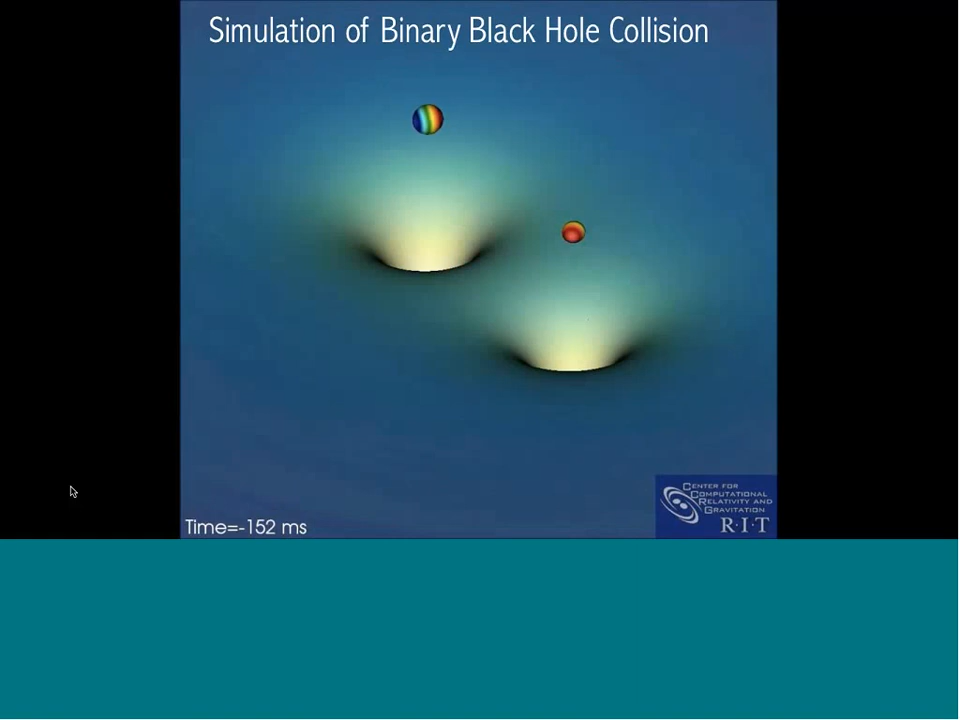 Simulation of Binary Black Hole Collision
Time=-152 ms
CENTER FOR
COMPUTATIONAL
RELATIVITY AND
GRAVITATION
R·I·T